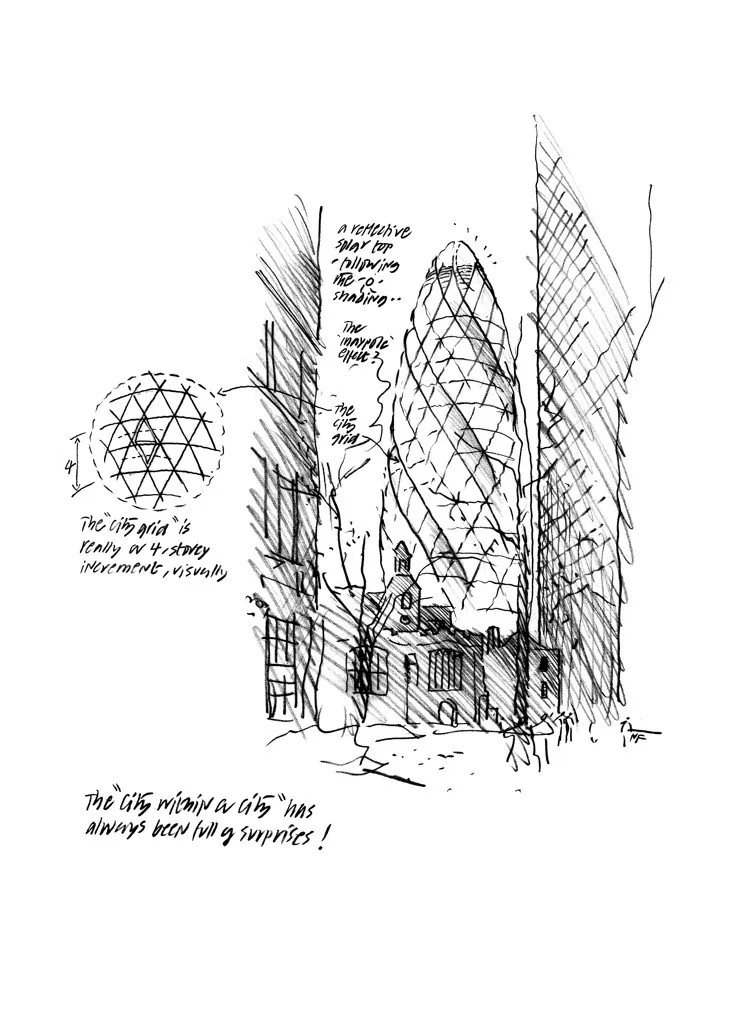 a reflective
solar top
- following
the
shading..
The
'maypole'
effect?
The
city
grid
4
The "city grid" is
really a 4, storey
increment, visually
NF
The "city within a city" has
always been full of surprises!